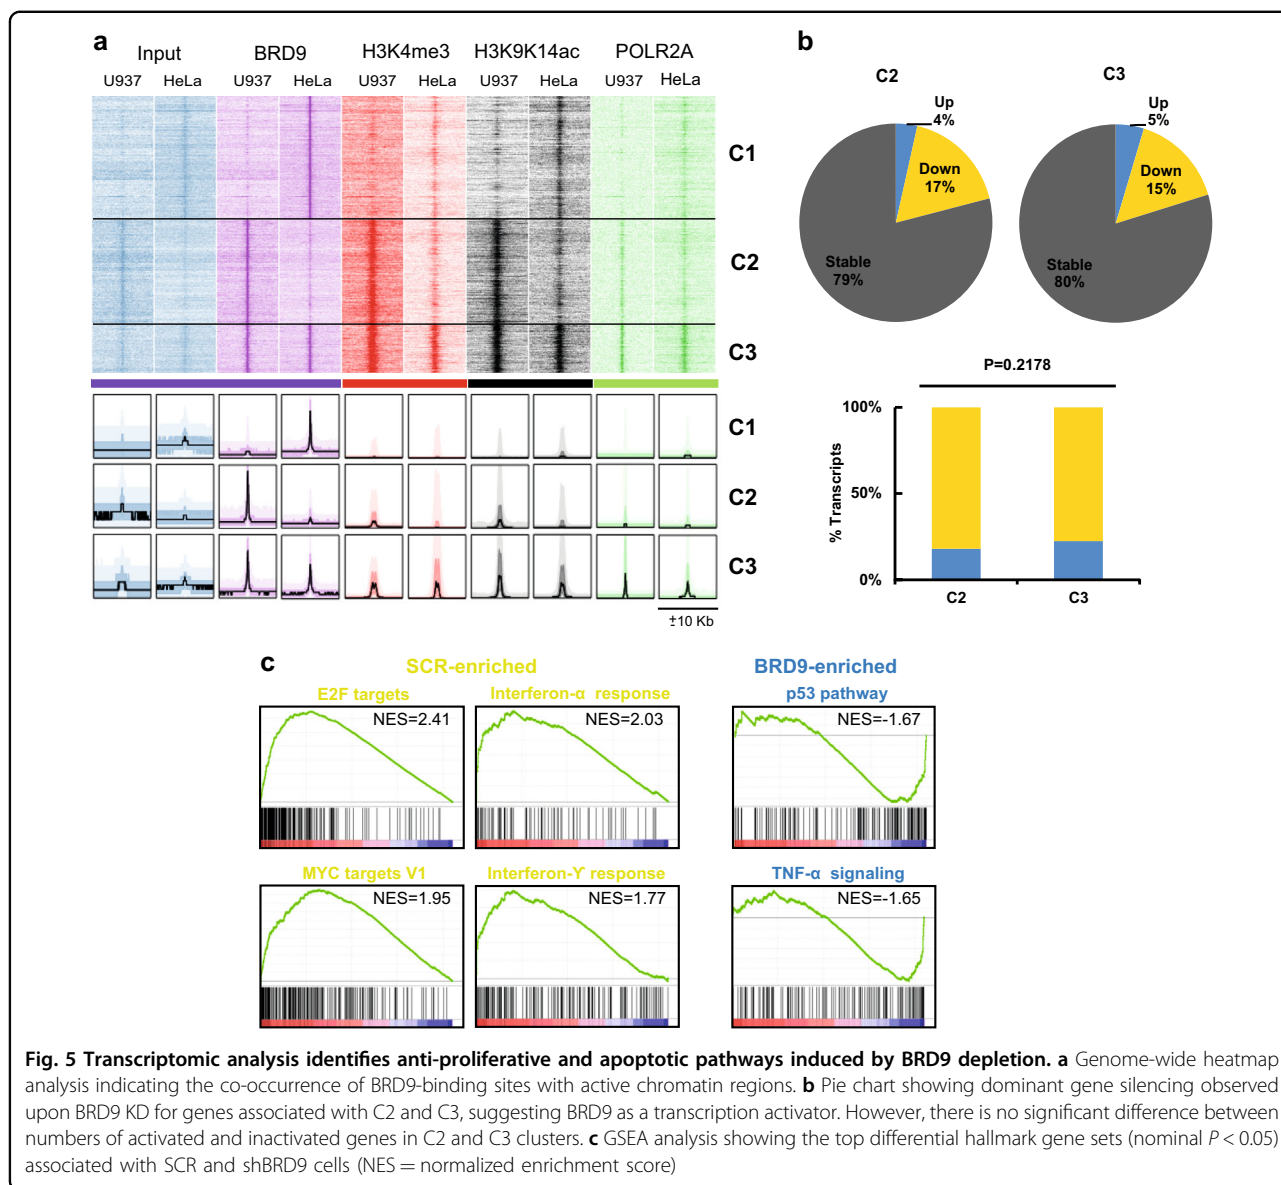 a
Input BRD9 H3K4me3 H3K9K14ac POLR2A
U937 HeLa U937 HeLa U937 HeLa U937 HeLa U937 HeLa
C1
C2
C3
C1
C2
C3
±10 Kb
b
C2 C3
Up
4%
Down
17%
Stable
79%
Up
5%
Down
15%
Stable
80%
P=0.2178
% Transcripts
100%
50%
0%
C2 C3
c
SCR-enriched BRD9-enriched
E2F targets Interferon-α response p53 pathway
NES=2.41 NES=2.03 NES=-1.67
MYC targets V1 Interferon-ϒ response TNF-α signaling
NES=1.95 NES=1.77 NES=-1.65
Fig. 5 Transcriptomic analysis identifies anti-proliferative and apoptotic pathways induced by BRD9 depletion. a Genome-wide heatmap
analysis indicating the co-occurrence of BRD9-binding sites with active chromatin regions. b Pie chart showing dominant gene silencing observed
upon BRD9 KD for genes associated with C2 and C3, suggesting BRD9 as a transcription activator. However, there is no significant difference between
numbers of activated and inactivated genes in C2 and C3 clusters. c GSEA analysis showing the top differential hallmark gene sets (nominal P < 0.05)
associated with SCR and shBRD9 cells (NES = normalized enrichment score)